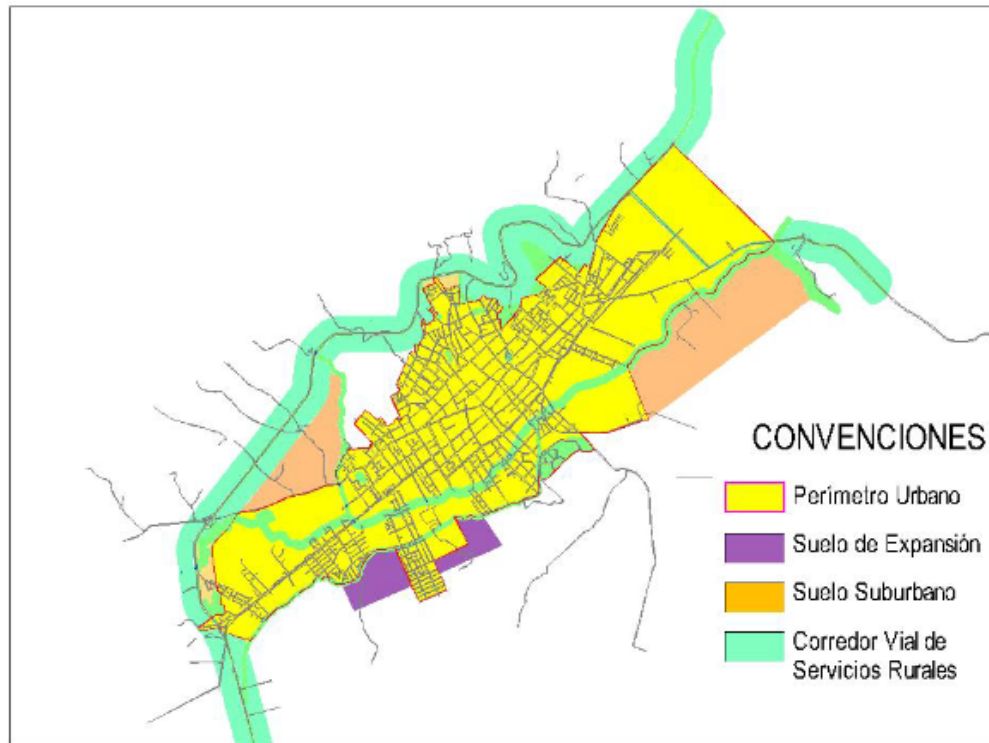 CONVENCIONES
Perímetro Urbano
Suelo de Expansión
Suelo Suburbano
Corredor Vial de
Servicios Rurales